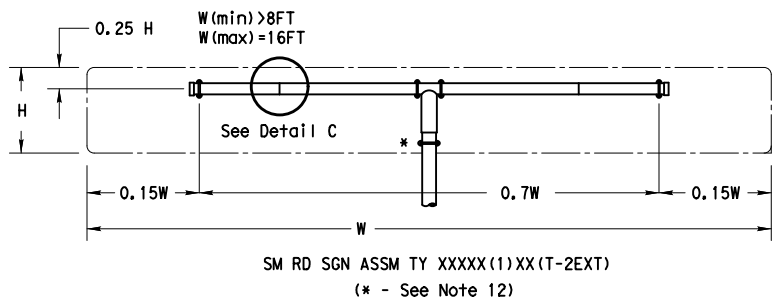 W(min) >8FT
0.25 H
W(max) =16FT
H
See Detail C
*
0.15W
0.7W
0.15W
W
SM RD SGN ASSM TY XXXXX(1)XX(T-2EXT)
(* - See Note 12)